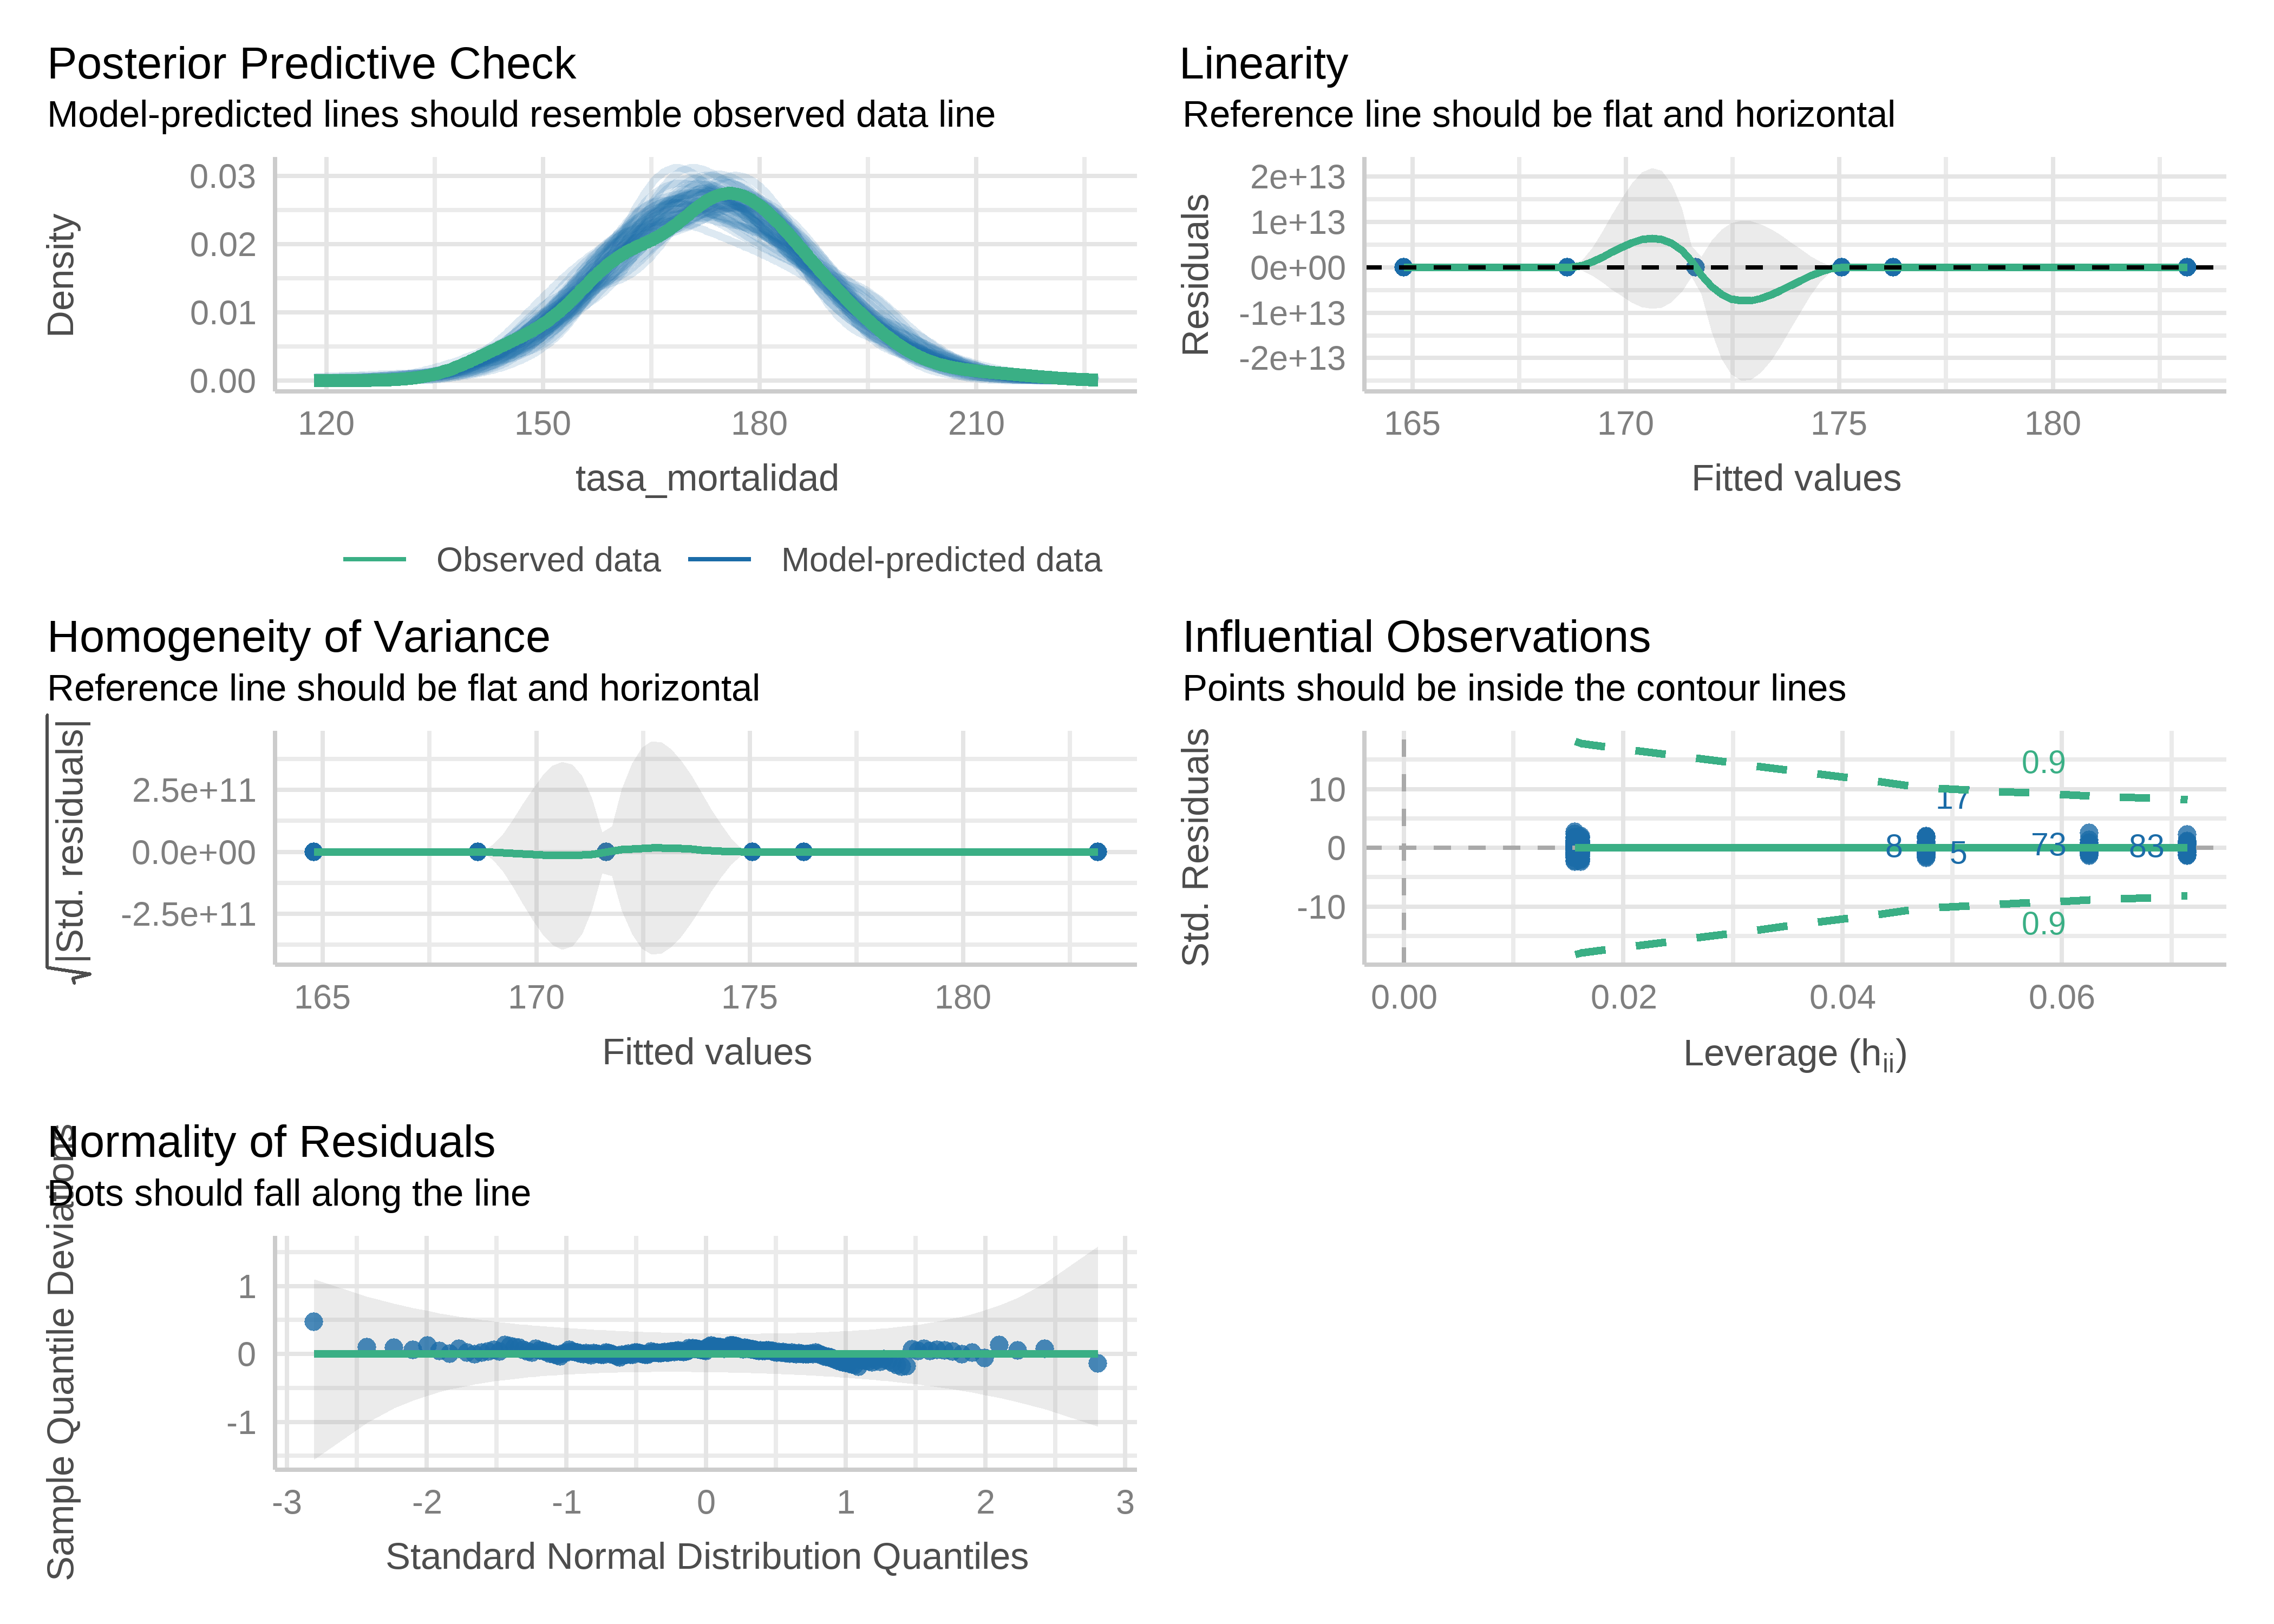 Posterior Predictive Check
Model-predicted lines should resemble observed data line
Density
0.03
0.02
0.01
0.00
120 150 180 210
tasa_mortalidad
Observed data Model-predicted data
Linearity
Reference line should be flat and horizontal
Residuals
2e+13
1e+13
0e+00
-1e+13
-2e+13
165 170 175 180
Fitted values
Homogeneity of Variance
Reference line should be flat and horizontal
√|Std. residuals|
2.5e+11
0.0e+00
-2.5e+11
165 170 175 180
Fitted values
Influential Observations
Points should be inside the contour lines
Std. Residuals
10
0
-10
0.9
17
8 5 73 83
0.9
0.00 0.02 0.04 0.06
Leverage (hii)
Normality of Residuals
Dots should fall along the line
Sample Quantile Deviations
1
0
-1
-3 -2 -1 0 1 2 3
Standard Normal Distribution Quantiles